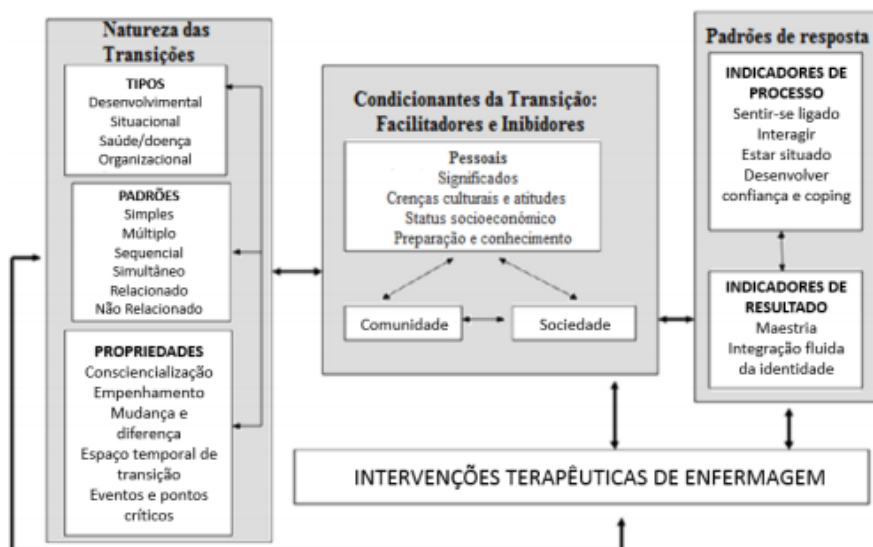 Natureza das
Transições
TIPOS
Desenvolvimental
Situacional
Saúde/doença
Organizacional
PADRÕES
Simples
Múltiplo
Sequencial
Simultâneo
Relacionado
Não Relacionado
PROPRIEDADES
Consciencialização
Empenhamento
Mudança e
diferença
Espaço temporal de
transição
Eventos e pontos
críticos
Condicionantes da Transição:
Facilitadores e Inibidores
Pessoais
Significados
Crenças culturais e atitudes
Status socioeconômico
Preparação e conhecimento
Comunidade
Sociedade
Padrões de resposta
INDICADORES DE
PROCESSO
Sentir-se ligado
Interagir
Estar situado
Desenvolver
confiança e coping
INDICADORES DE
RESULTADO
Maestria
Integração fluida
da identidade
INTERVENÇÕES TERAPÊUTICAS DE ENFERMAGEM